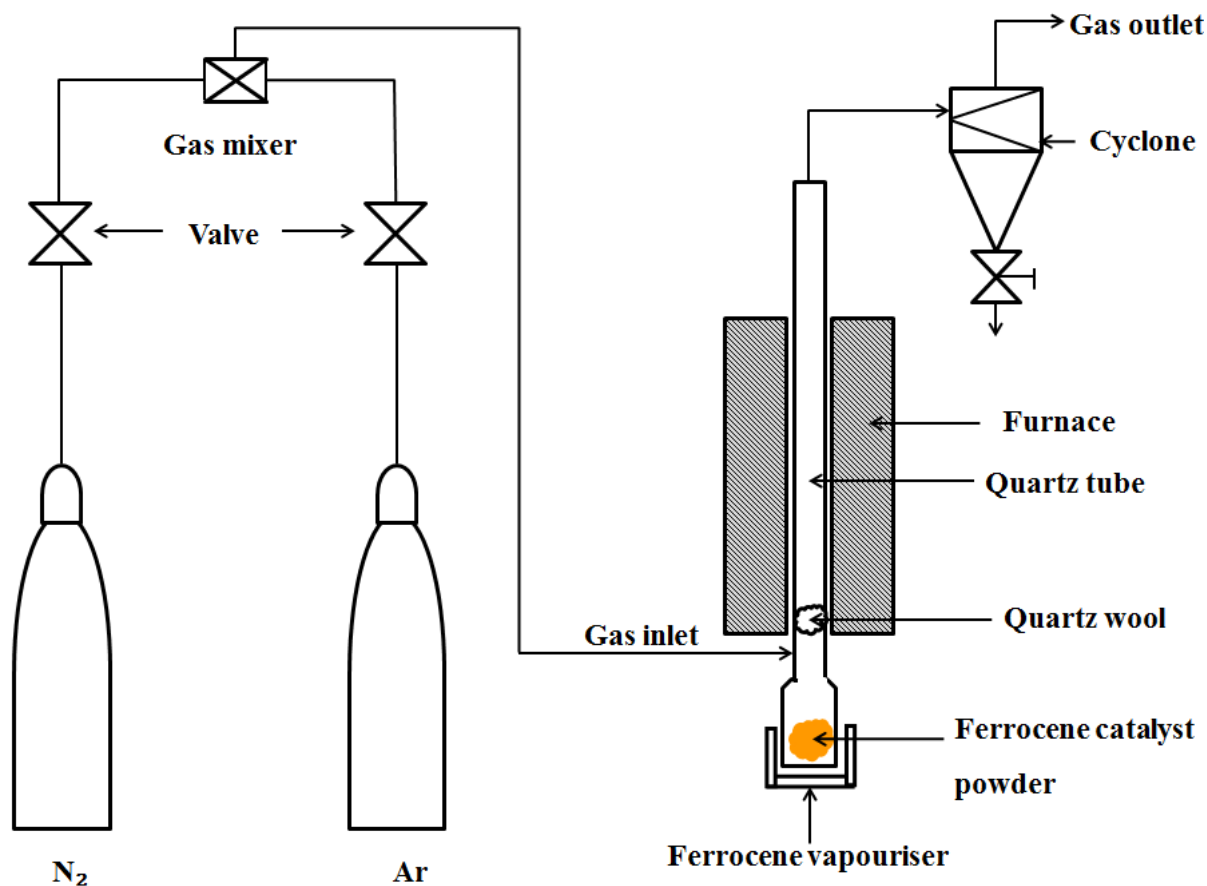 Gas outlet
Gas mixer
Cyclone
Valve
Furnace
Quartz tube
Quartz wool
Gas inlet
Ferrocene catalyst
powder
Ferrocene vapouriser
N₂
Ar